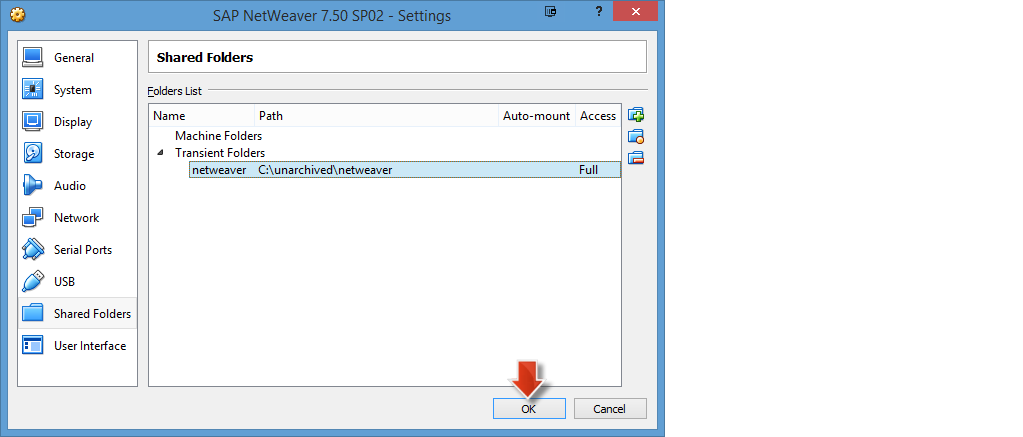 SAP NetWeaver 7.50 SP02 - Settings
?
General
System
Display
Storage
Audio
Network
Serial Ports
USB
Shared Folders
User Interface
Shared Folders
Folders List
Name Path Auto-mount Access
Machine Folders
Transient Folders
netweaver C:\unarchived\netweaver Full
OK Cancel